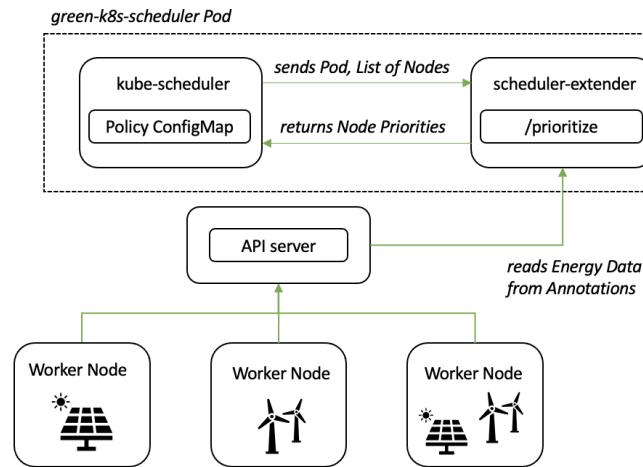 green-k8s-scheduler Pod
kube-scheduler
Policy ConfigMap
sends Pod, List of Nodes
returns Node Priorities
scheduler-extender
/prioritize
API server
reads Energy Data
from Annotations
Worker Node
Worker Node
Worker Node